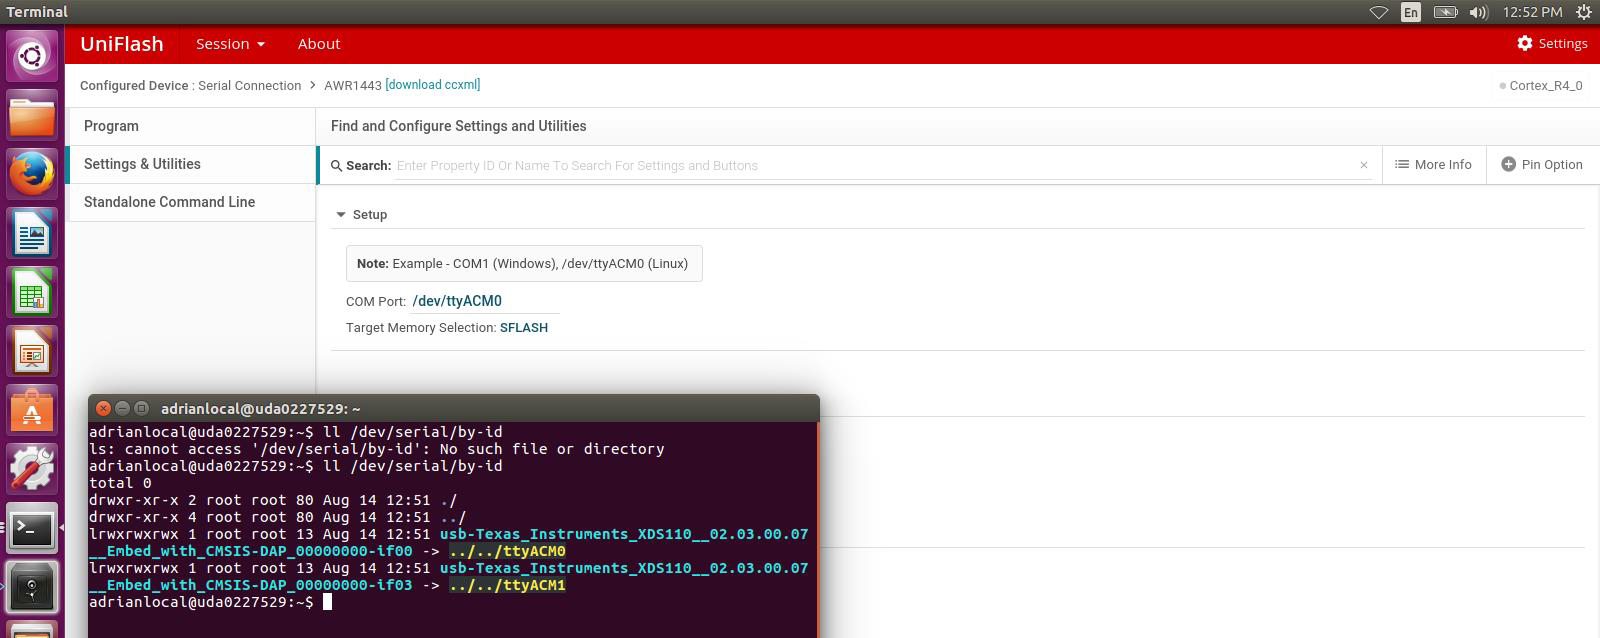 Terminal
En
12:52 PM
UniFlash
Session
About
Settings
Configured Device : Serial Connection > AWR1443 [download ccxml]
Cortex_R4_0
Program
Find and Configure Settings and Utilities
Settings & Utilities
Search: Enter Property ID Or Name To Search For Settings and Buttons
More Info
Pin Option
Standalone Command Line
Setup
Note: Example - COM1 (Windows), /dev/ttyACM0 (Linux)
COM Port: /dev/ttyACM0
Target Memory Selection: SFLASH
adrianlocal@uda0227529: ~
adrianlocal@uda0227529:~$ ll /dev/serial/by-id
ls: cannot access '/dev/serial/by-id': No such file or directory
adrianlocal@uda0227529:~$ ll /dev/serial/by-id
total 0
drwxr-xr-x 2 root root 80 Aug 14 12:51 ./
drwxr-xr-x 4 root root 80 Aug 14 12:51 ../
lrwxrwxrwx 1 root root 13 Aug 14 12:51 usb-Texas_Instruments_XDS110__02.03.00.07
__Embed_with_CMSIS-DAP_00000000-if00 -> ../../ttyACM0
lrwxrwxrwx 1 root root 13 Aug 14 12:51 usb-Texas_Instruments_XDS110__02.03.00.07
__Embed_with_CMSIS-DAP_00000000-if03 -> ../../ttyACM1
adrianlocal@uda0227529:~$